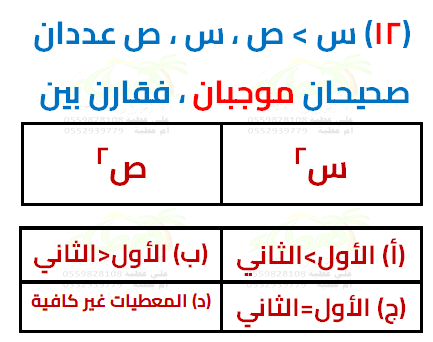 (١٢) س < ص ، س ، ص عددان
صحيحان موجبان ، فقارن بين
س٢
ص٢
(أ) الأول<الثاني
(ب) الأول>الثاني
(ج) الأول=الثاني
(د) المعطيات غير كافية